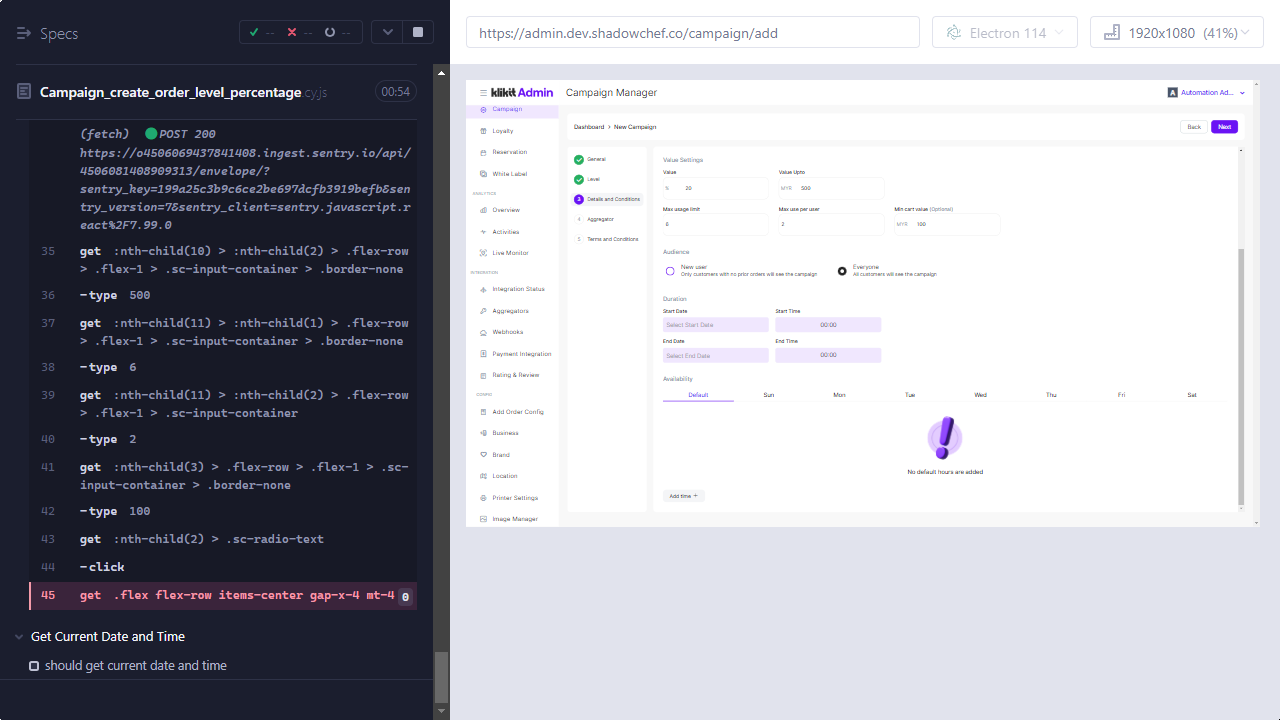 Specs
-- -- --
https://admin.dev.shadowchef.co/campaign/add
Electron 114
1920x1080 (41%)
Campaign_create_order_level_percentage.cy.js
00:54
(fetch) POST 200
https://o4506069437841408.ingest.sentry.io/api/
4506081408909313/envelope/?
sentry_key=199a25c3b9c6ce2be697dcfb3919befb&sen
try_version=7&sentry_client=sentry.javascript.r
eact%2F7.99.0
35 get :nth-child(10) > :nth-child(2) > .flex-row
> .flex-1 > .sc-input-container > .border-none
36 -type 500
37 get :nth-child(11) > :nth-child(1) > .flex-row
> .flex-1 > .sc-input-container > .border-none
38 -type 6
39 get :nth-child(11) > :nth-child(2) > .flex-row
> .flex-1 > .sc-input-container
40 -type 2
41 get :nth-child(3) > .flex-row > .flex-1 > .sc-
input-container > .border-none
42 -type 100
43 get :nth-child(2) > .sc-radio-text
44 -click
45 get .flex flex-row items-center gap-x-4 mt-4 0
Get Current Date and Time
should get current date and time
klikit Admin
Campaign Manager
A Automation Ad...
Campaign
Loyalty
Reservation
White Label
ANALYTICS
Overview
Activities
Live Monitor
INTEGRATION
Integration Status
Aggregators
Webhooks
Payment Integration
Rating & Review
CONFIG
Add Order Config
Business
Brand
Location
Printer Settings
Image Manager
Dashboard > New Campaign
Back
Next
General
Level
3 Details and Conditions
4 Aggregator
5 Terms and Conditions
Value Settings
Value
Value Upto
% 20
MYR 500
Max usage limit
Max use per user
Min cart value (Optional)
6
2
MYR 100
Audience
New user
Only customers with no prior orders will see the campaign
Everyone
All customers will see the campaign
Duration
Start Date
Start Time
Select Start Date
00:00
End Date
End Time
Select End Date
00:00
Availability
Default Sun Mon Tue Wed Thu Fri Sat
No default hours are added
Add time +